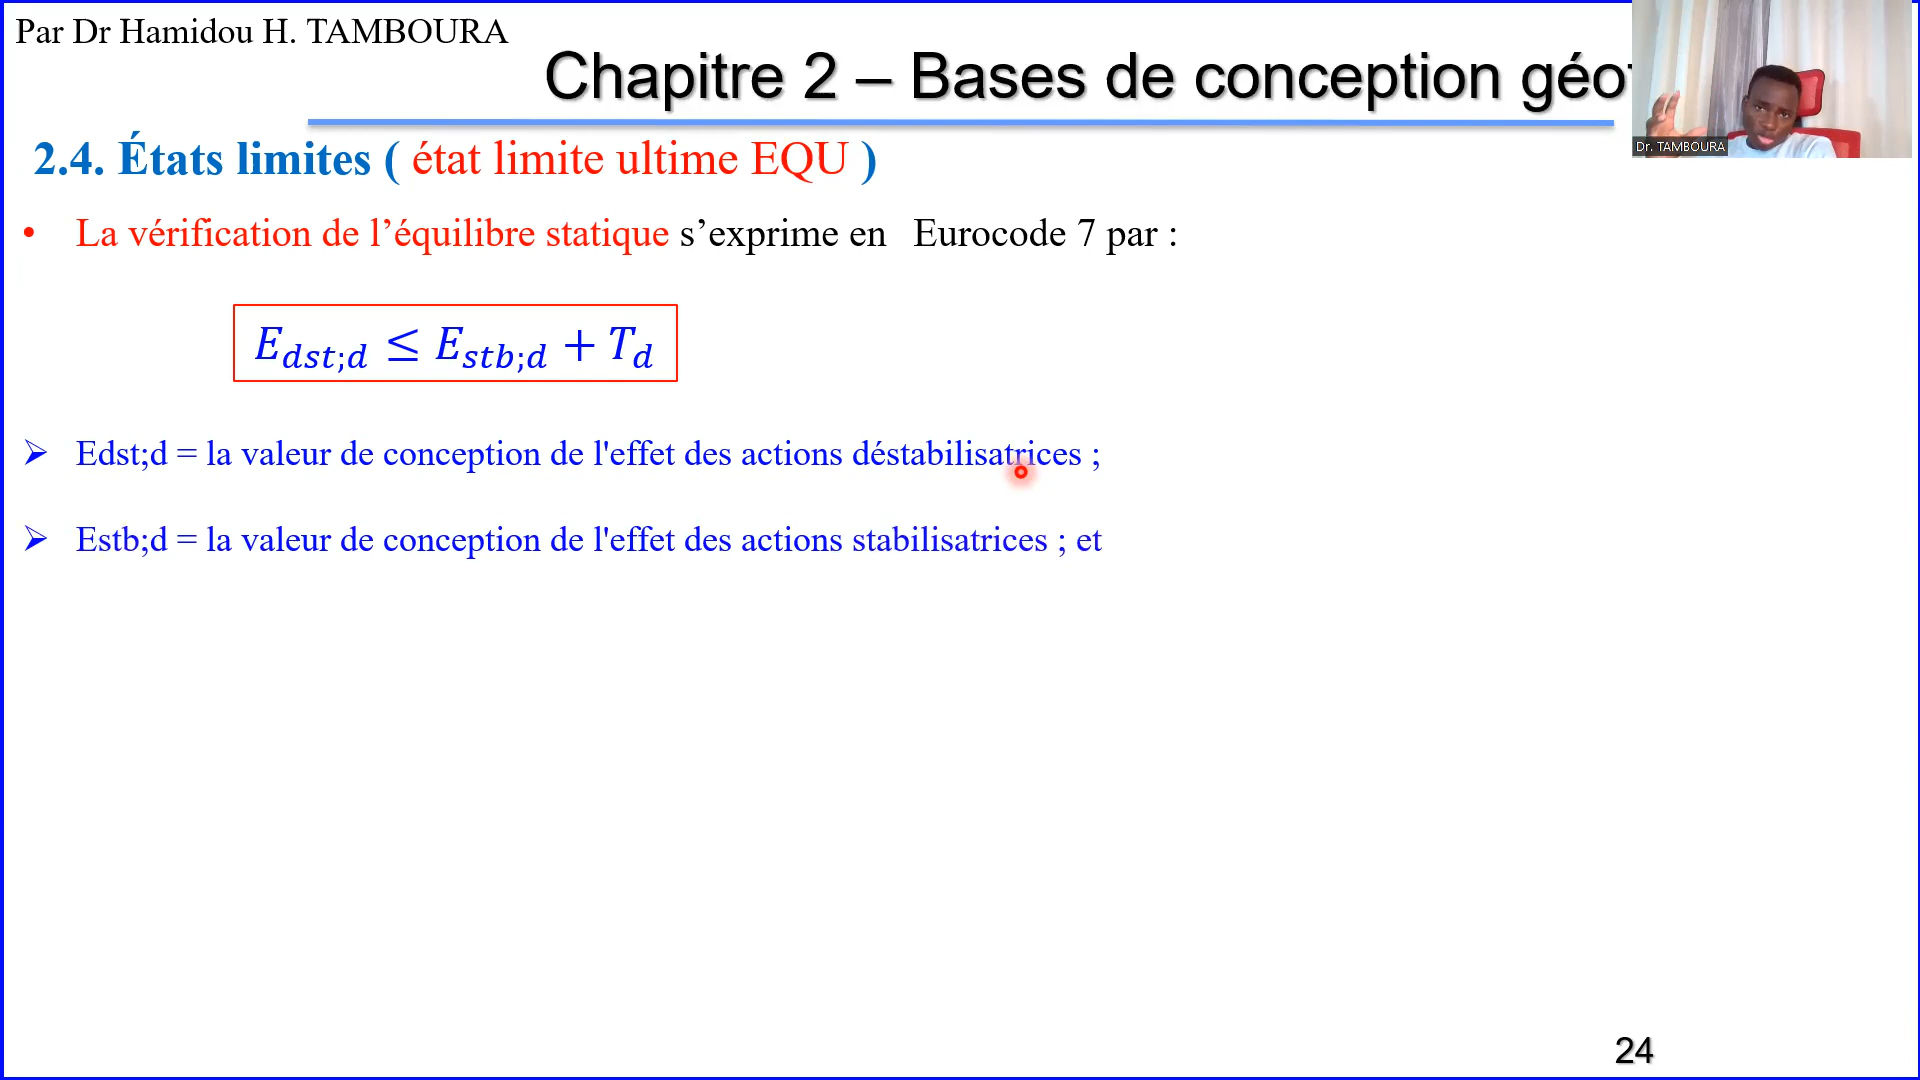 Par Dr Hamidou H. TAMBOURA
Chapitre 2 – Bases de conception géot
Dr. TAMBOURA
2.4. États limites ( état limite ultime EQU )
• La vérification de l’équilibre statique s’exprime en Eurocode 7 par :
E_{dst;d} ≤ E_{stb;d} + T_d
➢ Edst;d = la valeur de conception de l'effet des actions déstabilisatrices ;
➢ Estb;d = la valeur de conception de l'effet des actions stabilisatrices ; et
24